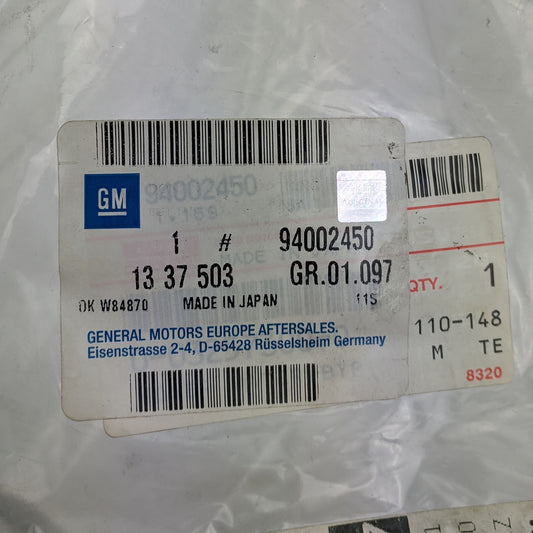 GM
94002450
1 # 94002450
13 37 503 GR.01.097
OK W84870 MADE IN JAPAN 11S
GENERAL MOTORS EUROPE AFTERSALES.
Eisenstrasse 2-4, D-65428 Rüsselsheim Germany
QTY. 1
110-148
M TE
8320